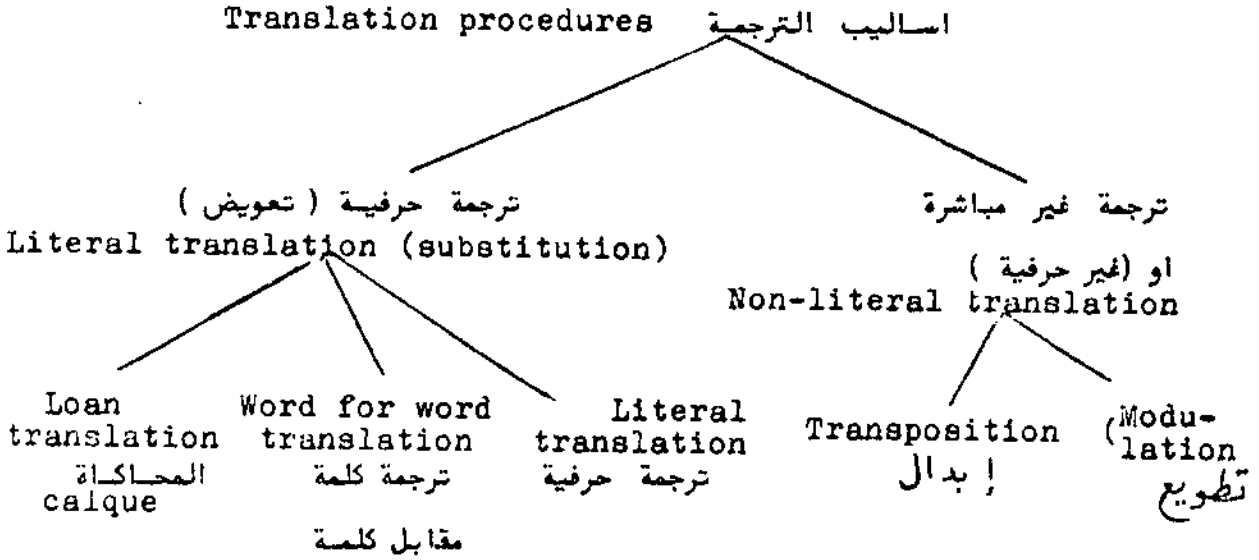 Translation procedures اساليب الترجمة
ترجمة حرفية ( تعويض )
Literal translation (substitution)
ترجمة غير مباشرة
او (غير حرفية )
Non-literal translation
Loan
translation
المحاكاة
calque
Word for word
translation
ترجمة كلمة
مقابل كلمة
Literal
translation
ترجمة حرفية
Transposition
إبدال
(Modu-
lation
تطويع